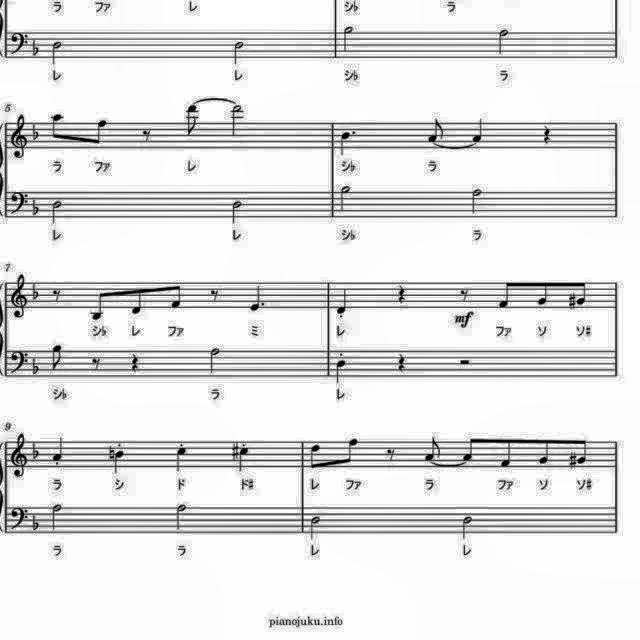 ラ ファ レ シ♭ ラ
レ レ シ♭ ラ
5
ラ ファ レ シ♭ ラ
レ レ シ♭ ラ
7
mf
シ♭ レ ファ ミ レ ファ ソ ソ#
シ♭ ラ レ
9
ラ シ ド ド# レ ファ ラ ファ ソ ソ#
ラ ラ レ レ
pianojuku.info